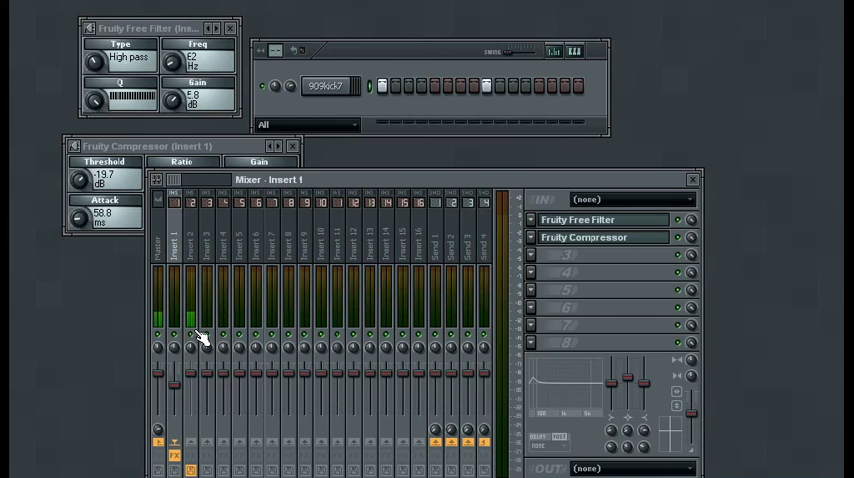 Fruity Free Filter (Ins...
Type
Freq
High pass
E2
Hz
Q
Gain
5.8
dB
SWING
909kick7
All
Fruity Compressor (Insert 1)
Threshold
Ratio
Gain
-19.7
dB
Attack
58.8
ms
Mixer - Insert 1
Master
Insert 1
Insert 2
Insert 3
Insert 4
Insert 5
Insert 6
Insert 7
Insert 8
Insert 9
Insert 10
Insert 11
Insert 12
Insert 13
Insert 14
Insert 15
Insert 16
Send 1
Send 2
Send 3
Send 4
FX
IN
(none)
Fruity Free Filter
Fruity Compressor
3
4
5
6
7
8
DELAY
NONE
OUT
(none)